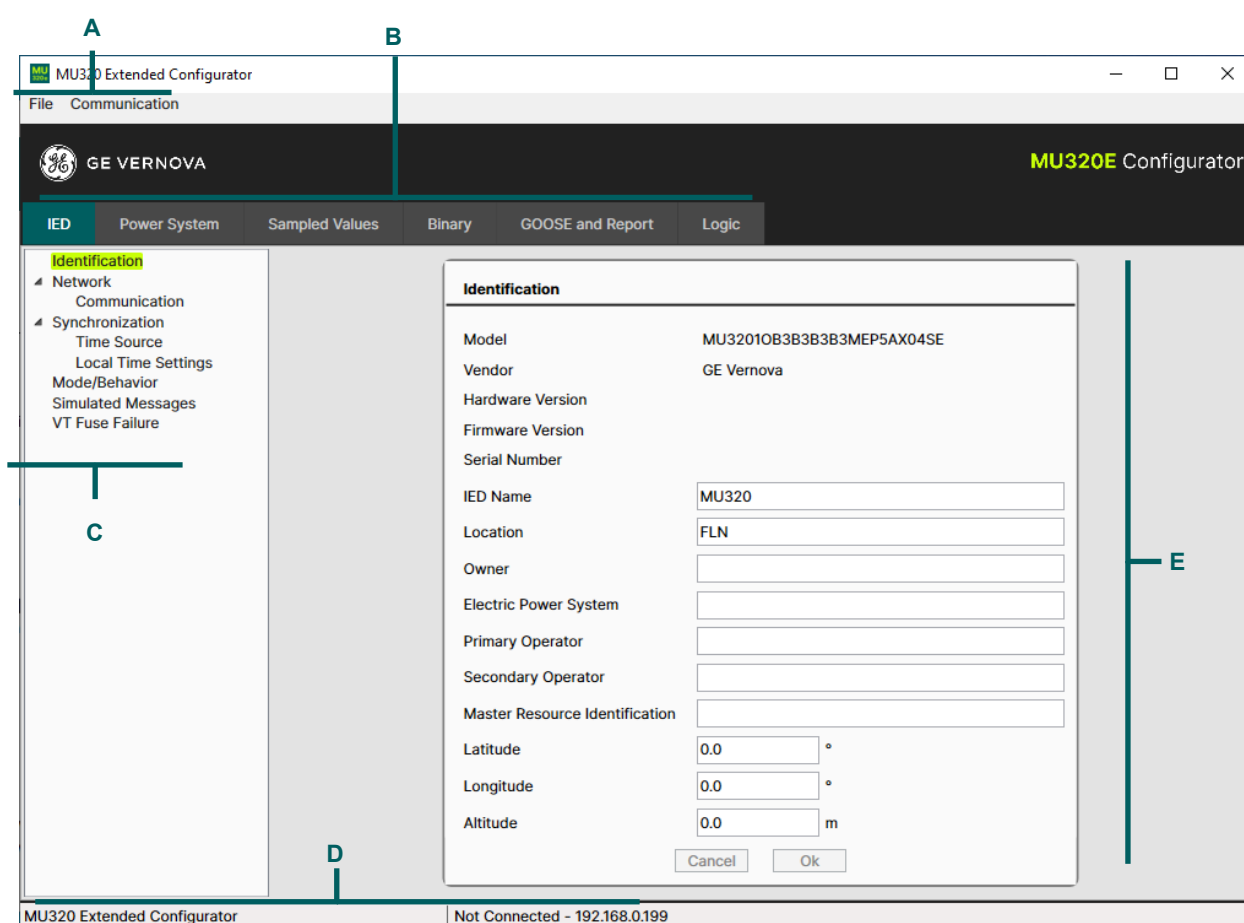 A
B
MU320 Extended Configurator
File Communication
GE VERNOVA
MU320E Configurator
IED Power System Sampled Values Binary GOOSE and Report Logic
Identification
Network
Communication
Synchronization
Time Source
Local Time Settings
Mode/Behavior
Simulated Messages
VT Fuse Failure
C
Identification
Model MU3201OB3B3B3B3MEP5AX04SE
Vendor GE Vernova
Hardware Version
Firmware Version
Serial Number
IED Name MU320
Location FLN
Owner
Electric Power System
Primary Operator
Secondary Operator
Master Resource Identification
Latitude 0.0 °
Longitude 0.0 °
Altitude 0.0 m
Cancel Ok
E
D
MU320 Extended Configurator Not Connected - 192.168.0.199